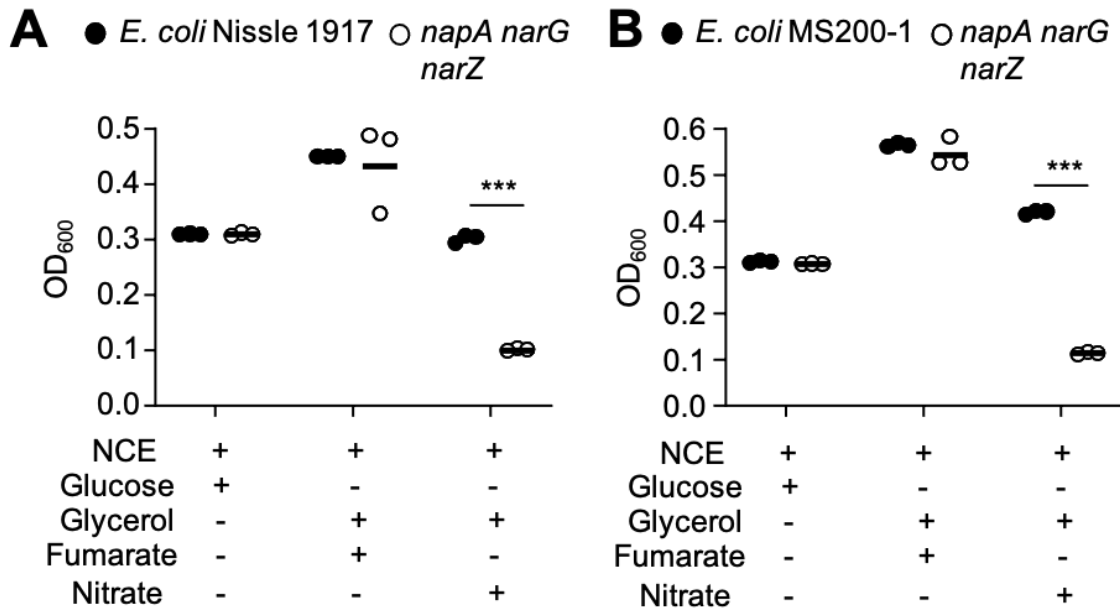 A ● E. coli Nissle 1917 ○ napA narG
narZ
OD600
0.5
0.4
0.3
0.2
0.1
0.0
***
NCE + + +
Glucose + - -
Glycerol - + +
Fumarate - + -
Nitrate - - +
B ● E. coli MS200-1 ○ napA narG
narZ
OD600
0.6
0.5
0.4
0.3
0.2
0.1
0.0
***
NCE + + +
Glucose + - -
Glycerol - + +
Fumarate - + -
Nitrate - - +